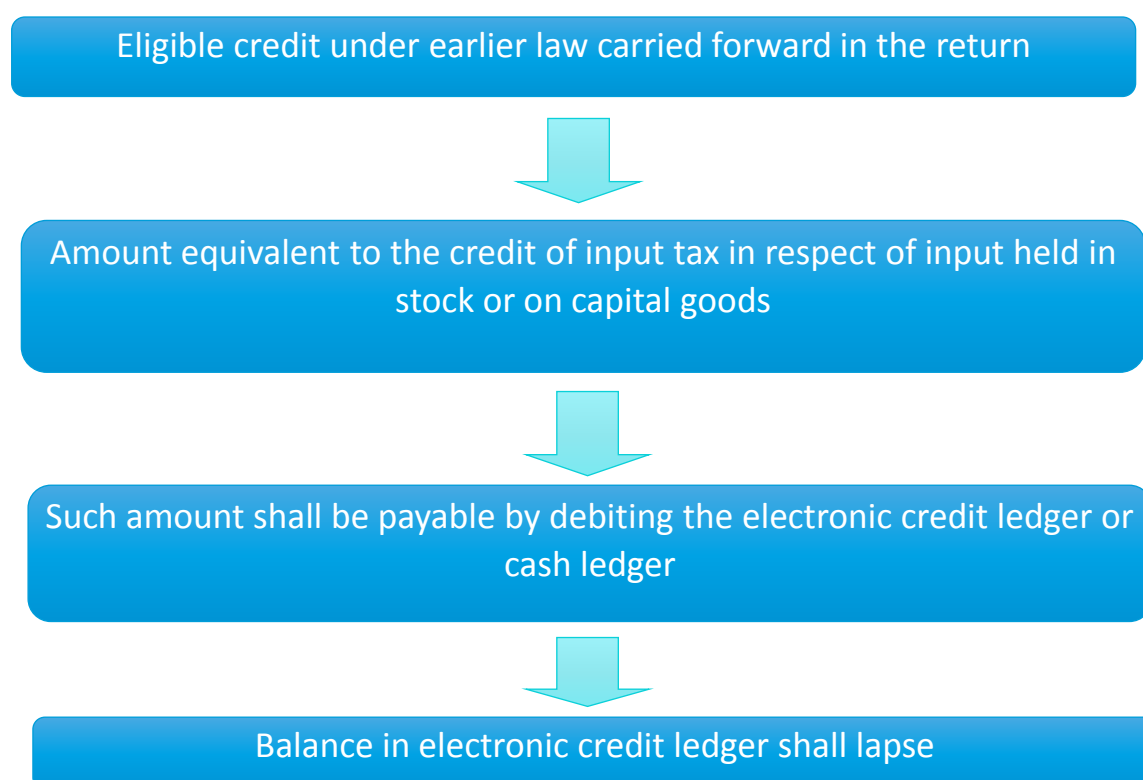 Eligible credit under earlier law carried forward in the return
Amount equivalent to the credit of input tax in respect of input held in
stock or on capital goods
Such amount shall be payable by debiting the electronic credit ledger or
cash ledger
Balance in electronic credit ledger shall lapse